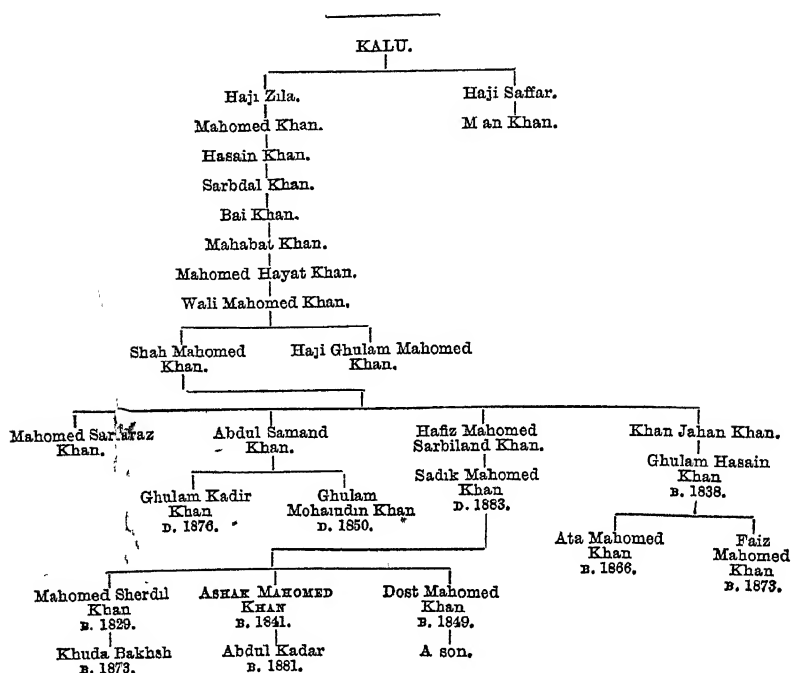 KALU.
Haji Zila. Haji Saffar.
Mahomed Khan. M an Khan.
Hasain Khan.
Sarbdal Khan.
Bai Khan.
Mahabat Khan.
Mahomed Hayat Khan.
Wali Mahomed Khan.
Shah Mahomed
Khan.
Haji Ghulam Mahomed
Khan.
Mahomed
Khan.
Abdul Samand
Khan.
Hafiz Mahomed
Sarbiland Khan.
Khan Jahan Khan.
Ghulam Kadir
Khan
D. 1876.
Ghulam
Mohaiudin Khan
D. 1850.
Sadik Mahomed
Khan
D. 1883.
Ghulam Hasain
Khan
B. 1838.
Ata Mahomed
Khan
B. 1866.
Faiz
Mahomed
Khan
B. 1873.
Mahomed Sherdil
Khan
B. 1829.
ASHAK MAHOMED
KHAN
B. 1841.
Dost Mahomed
Khan
B. 1849.
Khuda Bakhsh
B. 1873.
Abdul Kadar
B. 1881.
A son.